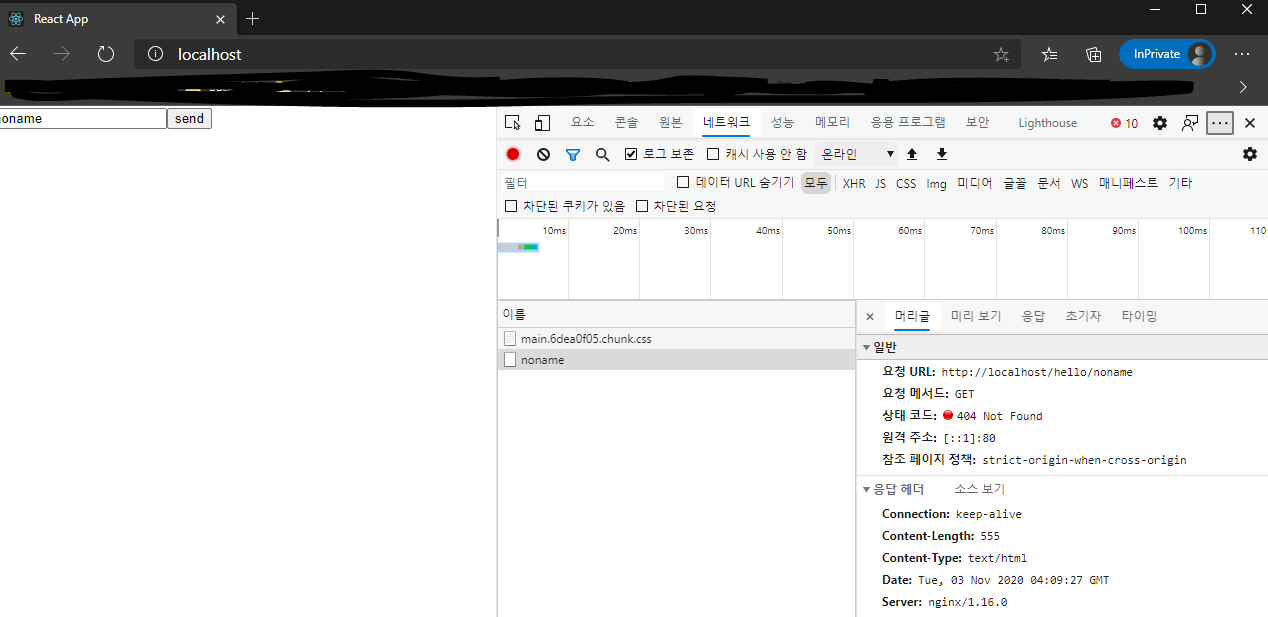 React App
localhost
InPrivate
noname send
요소 콘솔 원본 네트워크 성능 메모리 응용 프로그램 보안 Lighthouse 10
로그 보존 캐시 사용 안 함 온라인
필터 데이터 URL 숨기기 모두 XHR JS CSS Img 미디어 글꼴 문서 WS 매니페스트 기타
차단된 쿠키가 있음 차단된 요청
10ms 20ms 30ms 40ms 50ms 60ms 70ms 80ms 90ms 100ms 110
이름
main.6dea0f05.chunk.css
noname
머리글 미리 보기 응답 초기자 타이밍
일반
요청 URL: http://localhost/hello/noname
요청 메서드: GET
상태 코드: 404 Not Found
원격 주소: [::1]:80
참조 페이지 정책: strict-origin-when-cross-origin
응답 헤더 소스 보기
Connection: keep-alive
Content-Length: 555
Content-Type: text/html
Date: Tue, 03 Nov 2020 04:09:27 GMT
Server: nginx/1.16.0